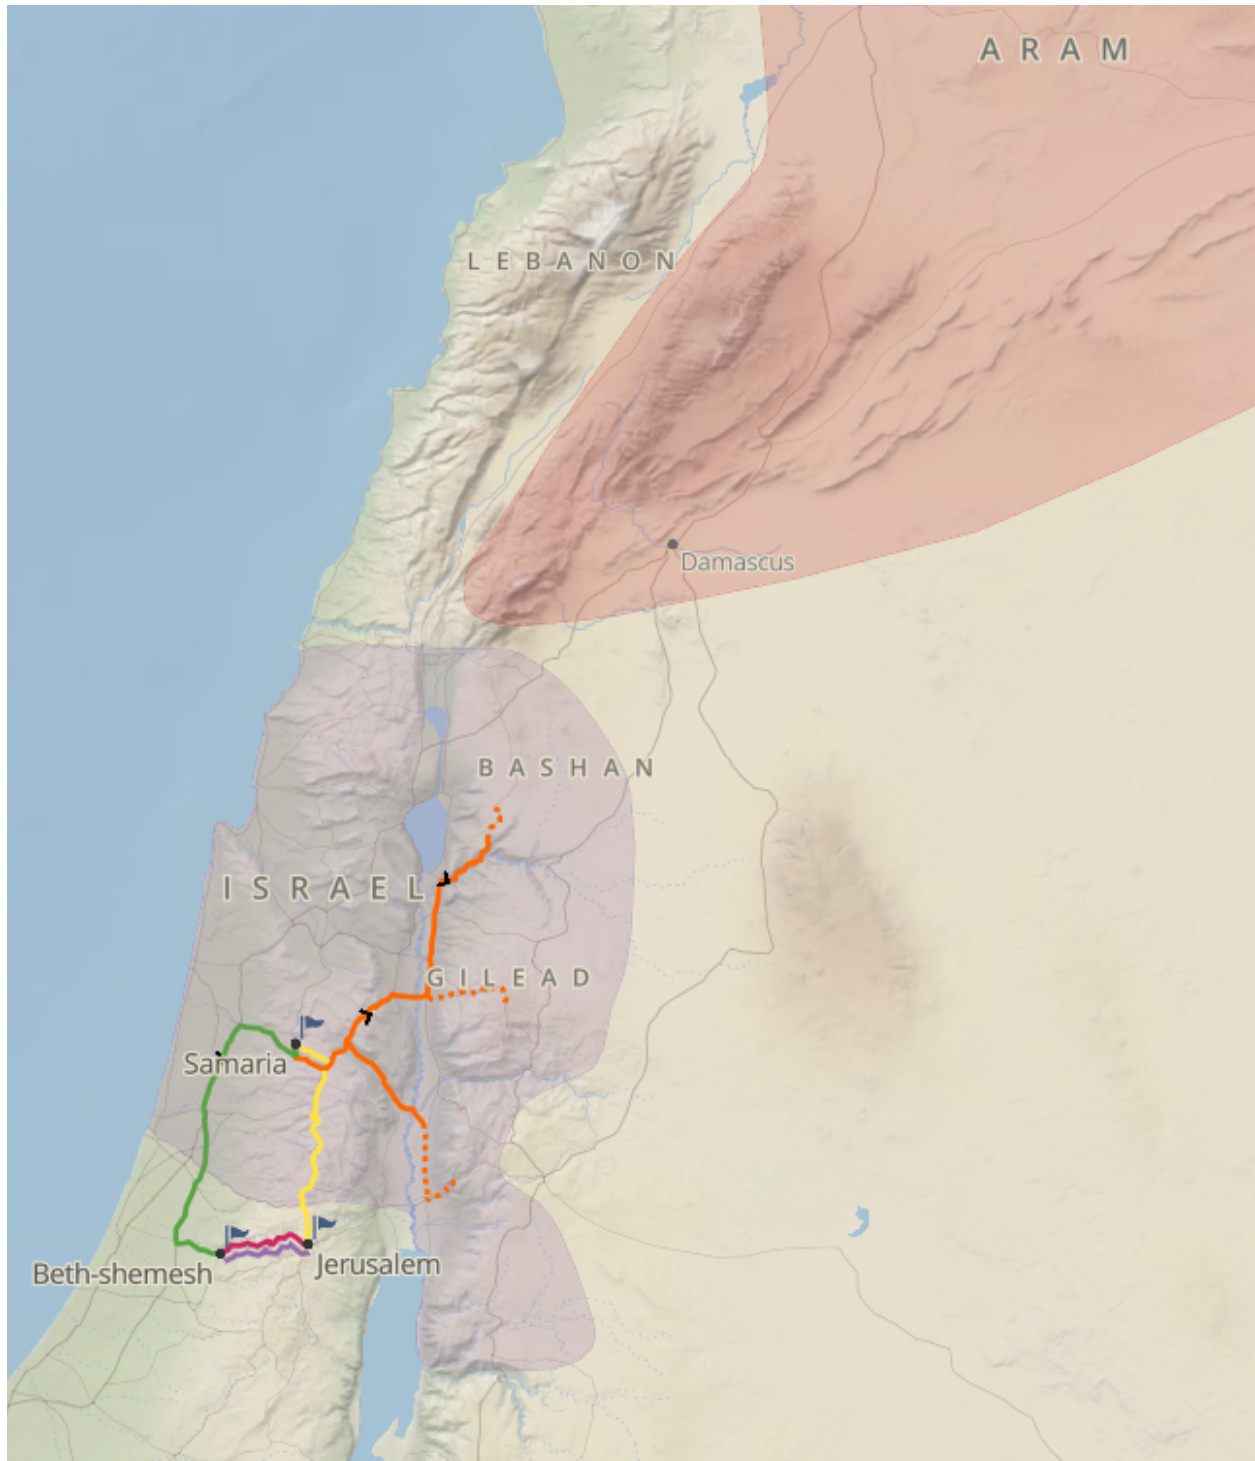 ARAM
LEBANON
Damascus
BASHAN
ISRAEL
GILEAD
Samaria
Jerusalem
Beth-shemesh